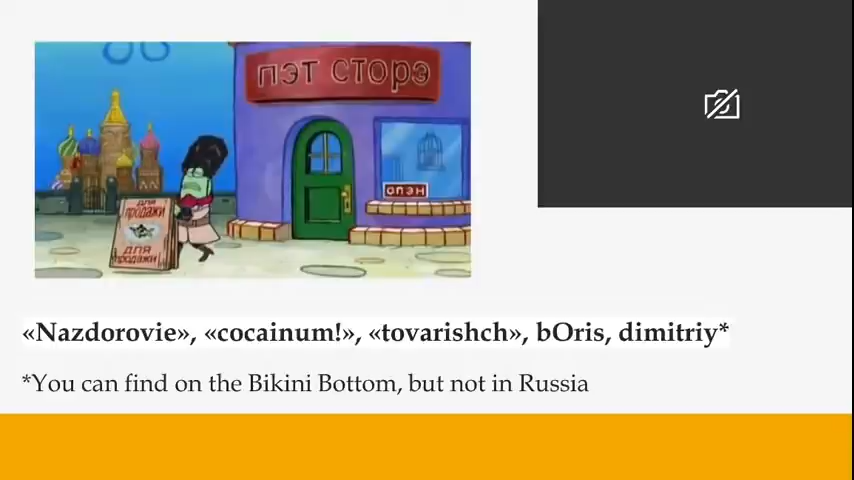 ПЭТ СТОРЭ
ОПЭН
ДЛЯ
ПРОДАЖИ
ДЛЯ
ПРОДАЖИ
«Nazdorovie», «cocainum!», «tovarishch», bOris, dimitriy*
*You can find on the Bikini Bottom, but not in Russia